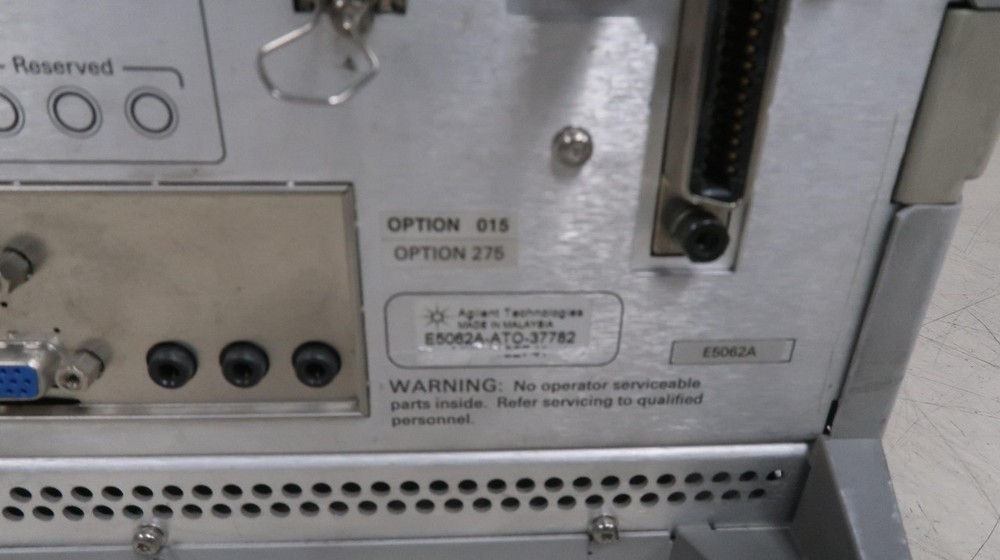 Reserved
OPTION 015
OPTION 275
Agilent Technologies
MADE IN MALAYSIA
E5062A-ATO-37782
E5062A
WARNING: No operator serviceable
parts inside. Refer servicing to qualified
personnel.